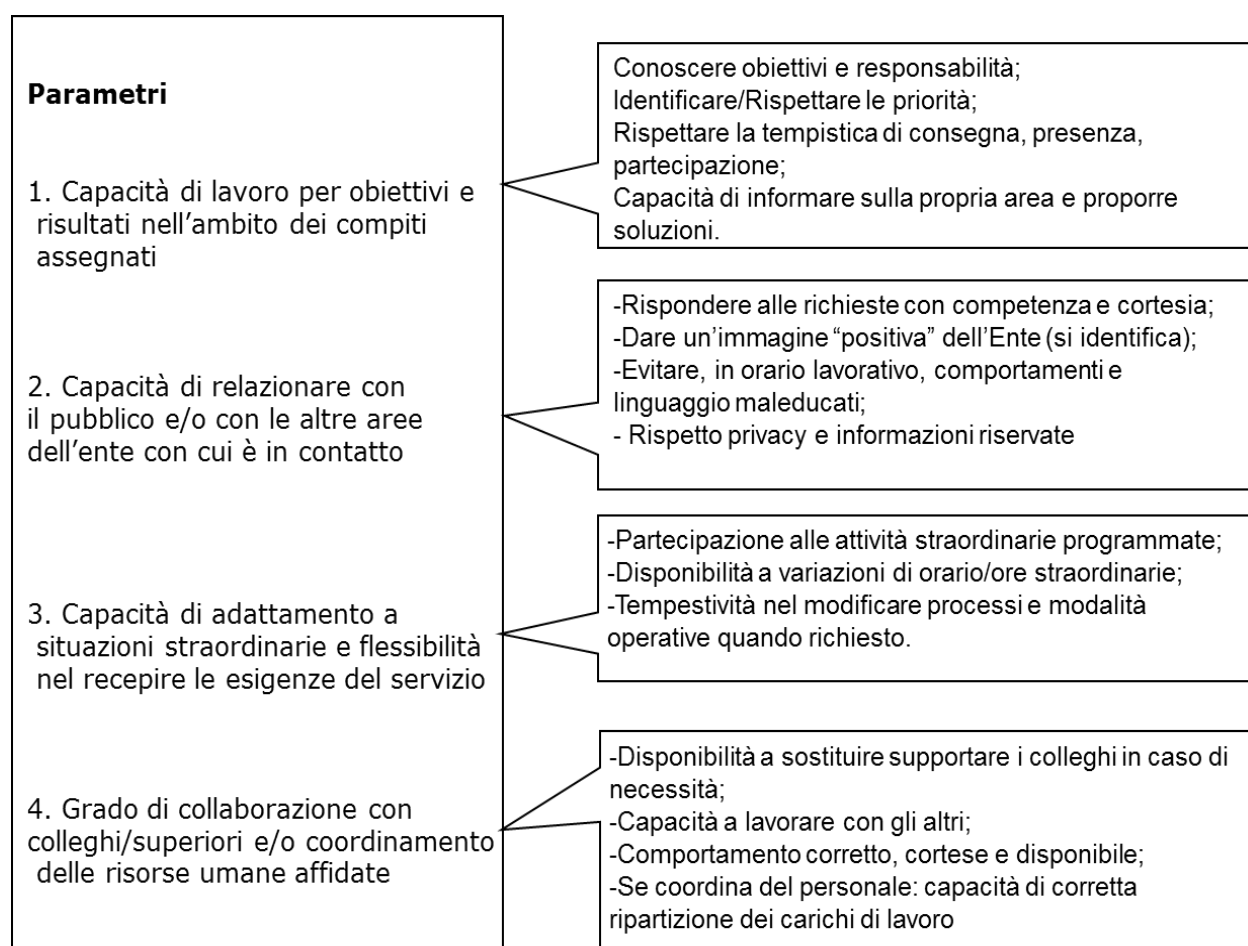 Parametri
1. Capacità di lavoro per obiettivi e
risultati nell’ambito dei compiti
assegnati
Conoscere obiettivi e responsabilità;
Identificare/Rispettare le priorità;
Rispettare la tempistica di consegna, presenza,
partecipazione;
Capacità di informare sulla propria area e proporre
soluzioni.
2. Capacità di relazionare con
il pubblico e/o con le altre aree
dell’ente con cui è in contatto
-Rispondere alle richieste con competenza e cortesia;
-Dare un’immagine “positiva” dell’Ente (si identifica);
-Evitare, in orario lavorativo, comportamenti e
linguaggio maleducati;
- Rispetto privacy e informazioni riservate
3. Capacità di adattamento a
situazioni straordinarie e flessibilità
nel recepire le esigenze del servizio
-Partecipazione alle attività straordinarie programmate;
-Disponibilità a variazioni di orario/ore straordinarie;
-Tempestività nel modificare processi e modalità
operative quando richiesto.
4. Grado di collaborazione con
colleghi/superiori e/o coordinamento
delle risorse umane affidate
-Disponibilità a sostituire supportare i colleghi in caso di
necessità;
-Capacità a lavorare con gli altri;
-Comportamento corretto, cortese e disponibile;
-Se coordina del personale: capacità di corretta
ripartizione dei carichi di lavoro